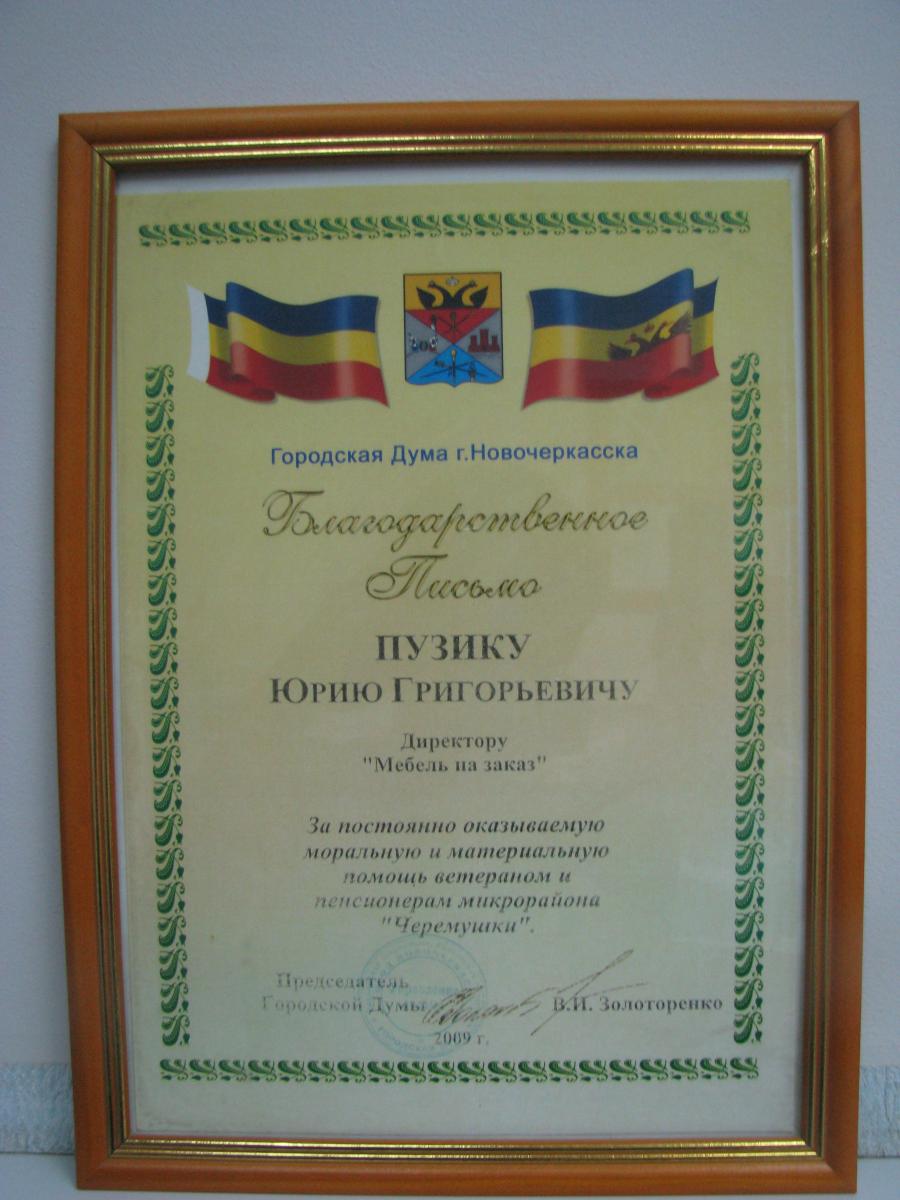 Городская Дума г.Новочеркасска
Благодарственное
Письмо
ПУЗИКУ
ЮРИЮ ГРИГОРЬЕВИЧУ
Директору
"Мебель на заказ"
За постоянно оказываемую
моральную и материальную
помощь ветераном и
пенсионерам микрорайона
"Черемушки".
Председатель
Городской Думы В.И. Золоторенко
2009 г.